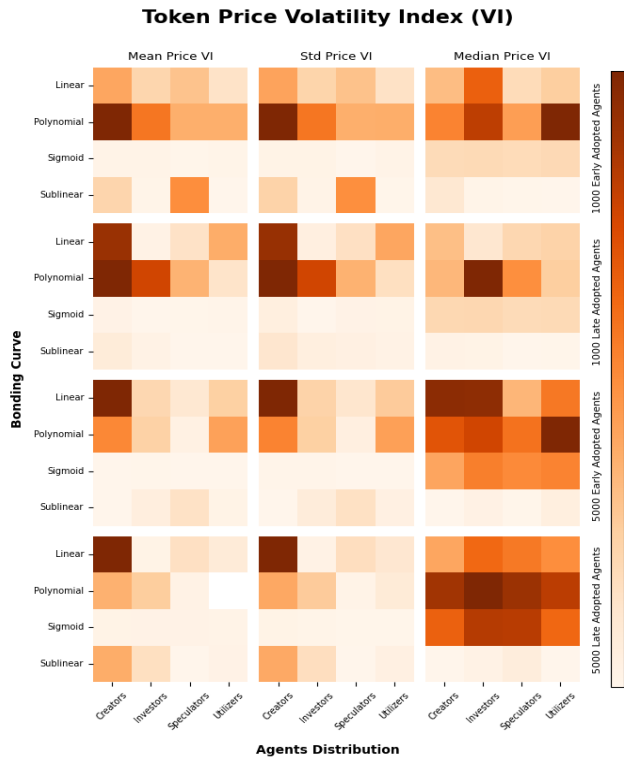 Token Price Volatility Index (VI)
Mean Price VI
Std Price VI
Median Price VI
Linear
Polynomial
Sigmoid
Sublinear
1000 Early Adopted Agents
Linear
Polynomial
Sigmoid
Sublinear
1000 Late Adopted Agents
Linear
Polynomial
Sigmoid
Sublinear
5000 Early Adopted Agents
Linear
Polynomial
Sigmoid
Sublinear
5000 Late Adopted Agents
Bonding Curve
Creators
Investors
Speculators
Utilizers
Creators
Investors
Speculators
Utilizers
Creators
Investors
Speculators
Utilizers
Agents Distribution